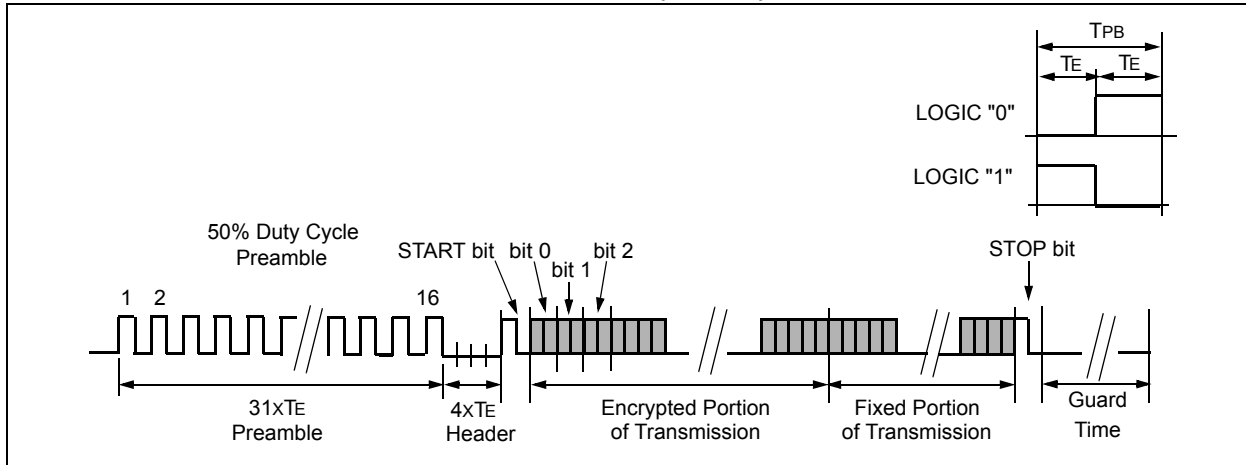 TPB
TE TE
LOGIC "0"
LOGIC "1"
50% Duty Cycle
Preamble
START bit bit 0 bit 1 bit 2
STOP bit
1 2 16
31xTE
Preamble
4xTE
Header
Encrypted Portion
of Transmission
Fixed Portion
of Transmission
Guard
Time